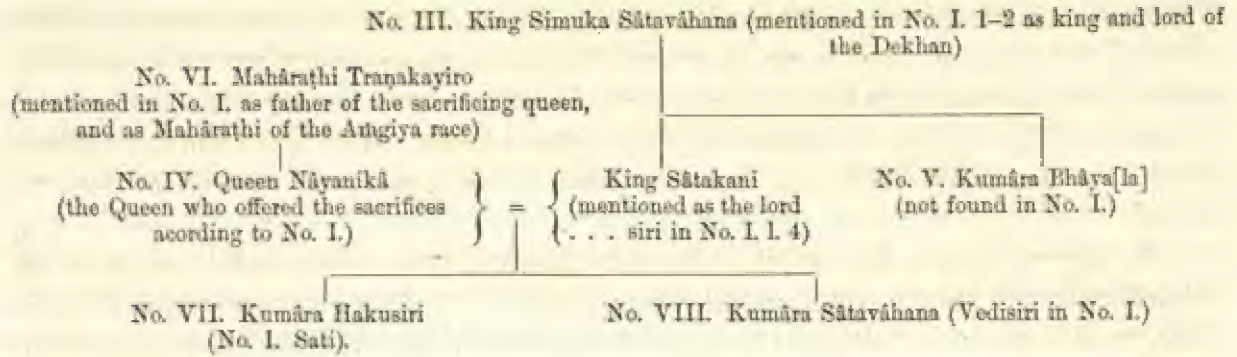 No. III. King Simuka Sâtavâhana (mentioned in No. I. 1–2 as king and lord of
the Dekhan)
No. VI. Mahâraṭhi Traṇakayiro
(mentioned in No. I. as father of the sacrificing queen,
and as Mahâraṭhi of the Aṁgiya race)
No. IV. Queen Nâyanikâ
(the Queen who offered the sacrifices
acording to No. I.)
=
King Sâtakani
(mentioned as the lord
. . . siri in No. I. l. 4)
No. V. Kumâra Bhâya[la]
(not found in No. I.)
No. VII. Kumâra Hakusiri
(No. I. Sati).
No. VIII. Kumâra Sâtavâhana (Vedisiri in No. I.)